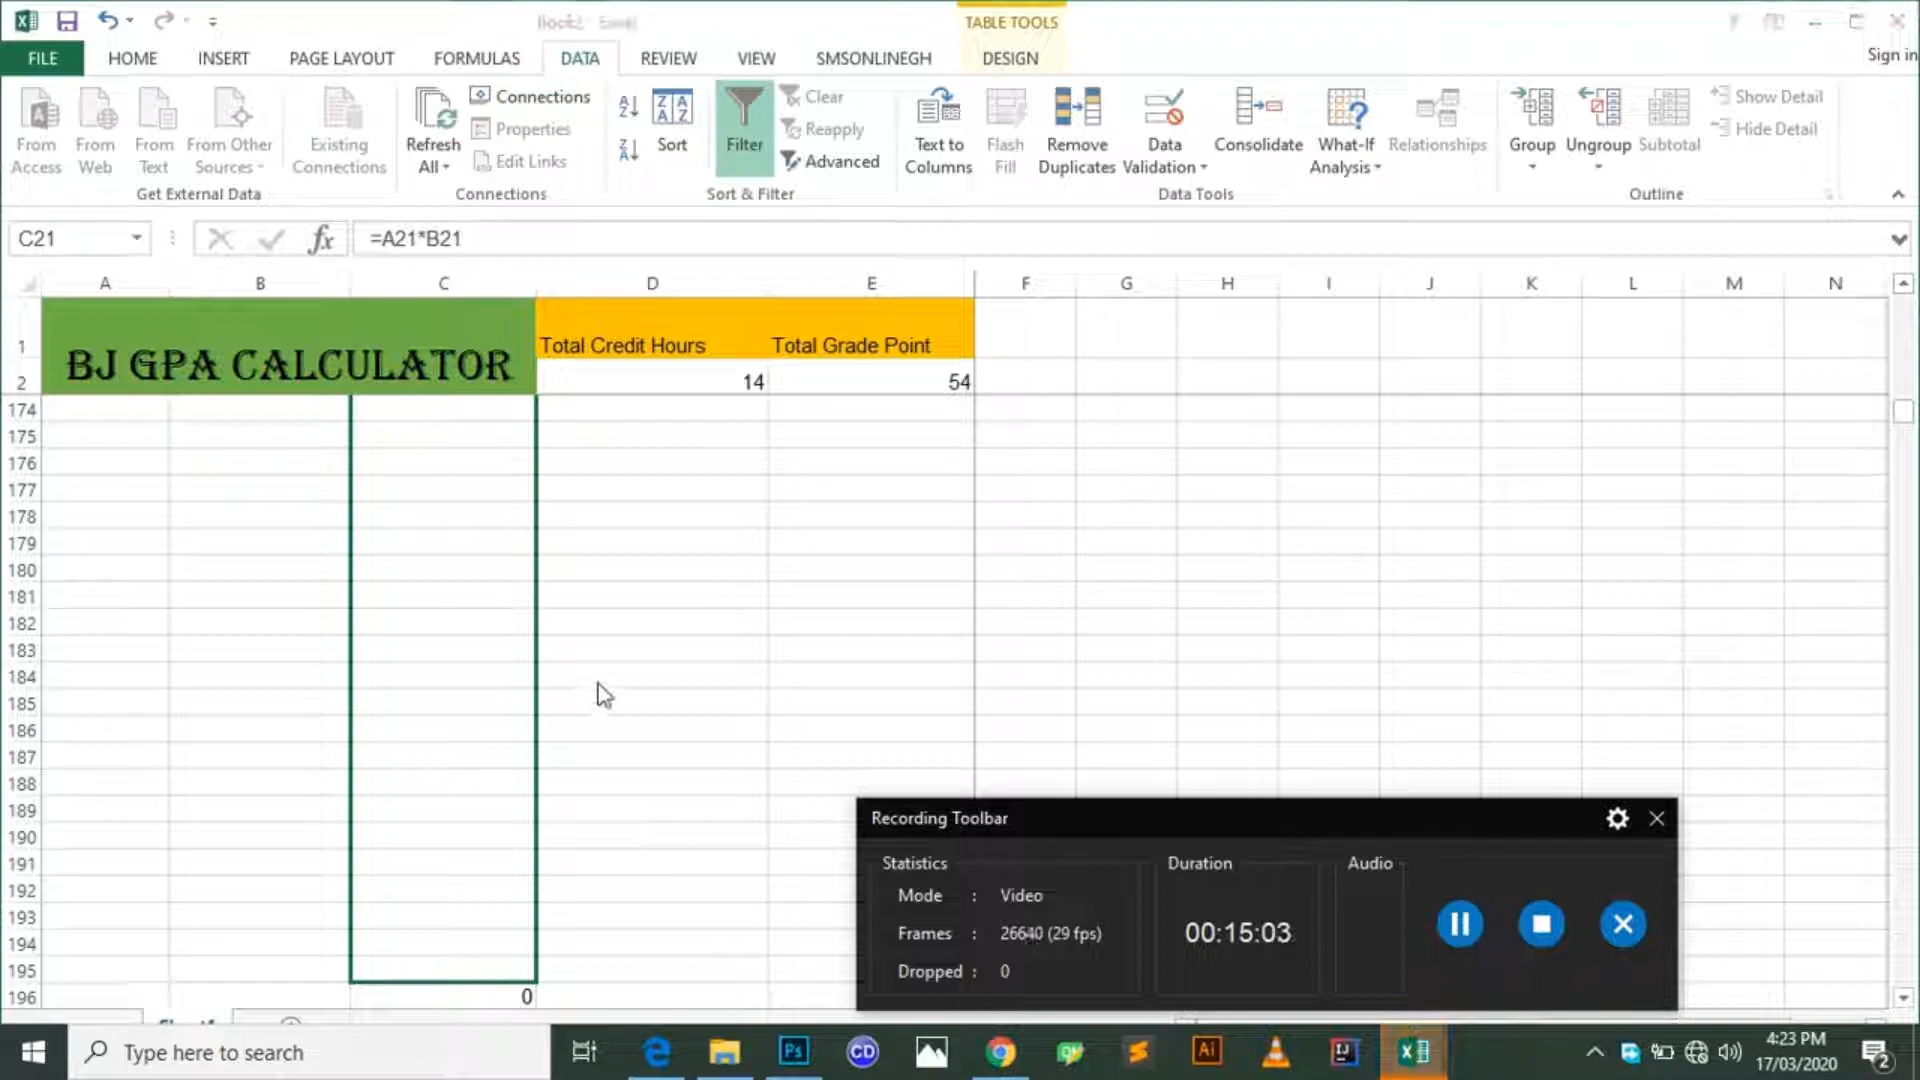 TABLE TOOLS
FILE HOME INSERT PAGE LAYOUT FORMULAS DATA REVIEW VIEW SMSONLINEGH DESIGN Sign in
From Access
From Web
From Text
From Other Sources
Existing Connections
Get External Data
Refresh All
Connections
Properties
Edit Links
Connections
Sort
Filter
Clear
Reapply
Advanced
Sort & Filter
Text to Columns
Flash Fill
Remove Duplicates
Data Validation
Consolidate
What-If Analysis
Relationships
Data Tools
Group
Ungroup
Subtotal
Show Detail
Hide Detail
Outline
C21 fx =A21*B21
A B C D E F G H I J K L M N
1 BJ GPA CALCULATOR Total Credit Hours Total Grade Point
2 14 54
174
175
176
177
178
179
180
181
182
183
184
185
186
187
188
189
190
191
192
193
194
195
196 0
Recording Toolbar
Statistics
Mode : Video
Frames : 26640 (29 fps)
Dropped : 0
Duration
00:15:03
Audio
Type here to search
Ps
CD
Ai
4:23 PM
17/03/2020
2